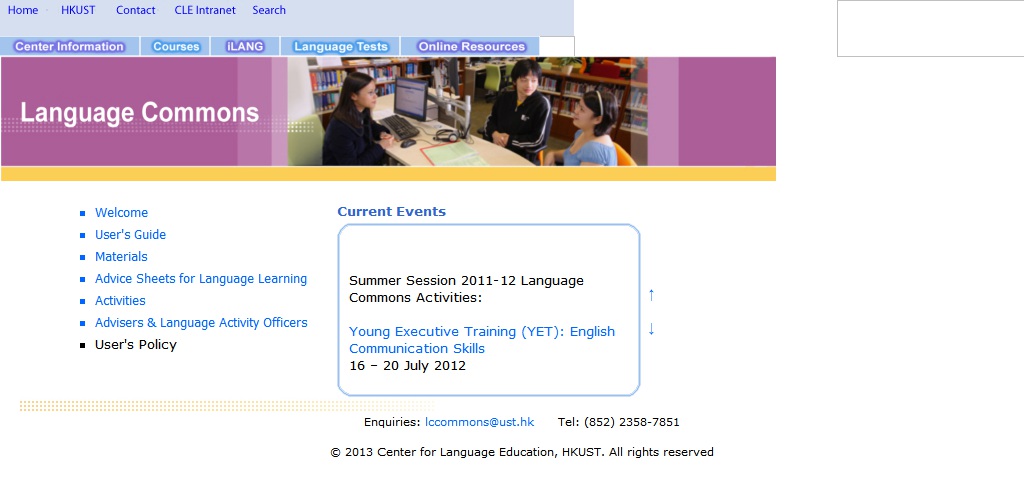 Home HKUST Contact CLE Intranet Search
Center Information Courses iLANG Language Tests Online Resources
Language Commons
Welcome
User's Guide
Materials
Advice Sheets for Language Learning
Activities
Advisers & Language Activity Officers
User's Policy
Current Events
Summer Session 2011-12 Language
Commons Activities:
Young Executive Training (YET): English
Communication Skills
16 – 20 July 2012
↑
↓
Enquiries: lccommons@ust.hk Tel: (852) 2358-7851
© 2013 Center for Language Education, HKUST. All rights reserved